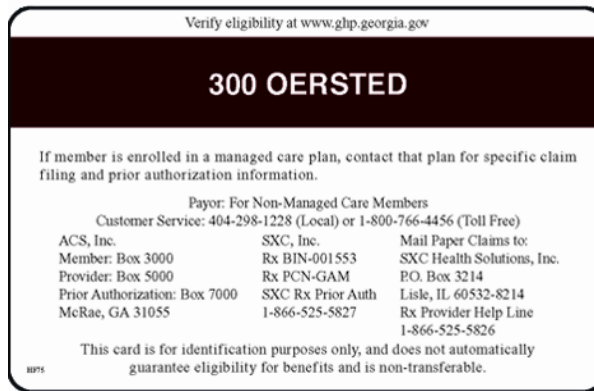 Verify eligibility at www.ghp.georgia.gov
300 OERSTED
If member is enrolled in a managed care plan, contact that plan for specific claim
filing and prior authorization information.
Payor: For Non-Managed Care Members
Customer Service: 404-298-1228 (Local) or 1-800-766-4456 (Toll Free)
ACS, Inc.
Member: Box 3000
Provider: Box 5000
Prior Authorization: Box 7000
McRae, GA 31055
SXC, Inc.
Rx BIN-001553
Rx PCN-GAM
SXC Rx Prior Auth
1-866-525-5827
Mail Paper Claims to:
SXC Health Solutions, Inc.
P.O. Box 3214
Lisle, IL 60532-8214
Rx Provider Help Line
1-866-525-5826
This card is for identification purposes only, and does not automatically
guarantee eligibility for benefits and is non-transferable.
HP75